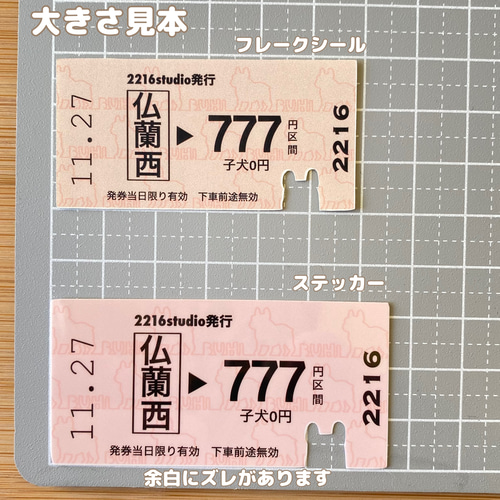 大きさ見本
フレークシール
2216studio発行
11.27
仏蘭西
▶
777
円区間
子犬0円
2216
発券当日限り有効 下車前途無効
ステッカー
2216studio発行
11.27
仏蘭西
▶
777
円区間
子犬0円
2216
発券当日限り有効 下車前途無効
余白にズレがあります